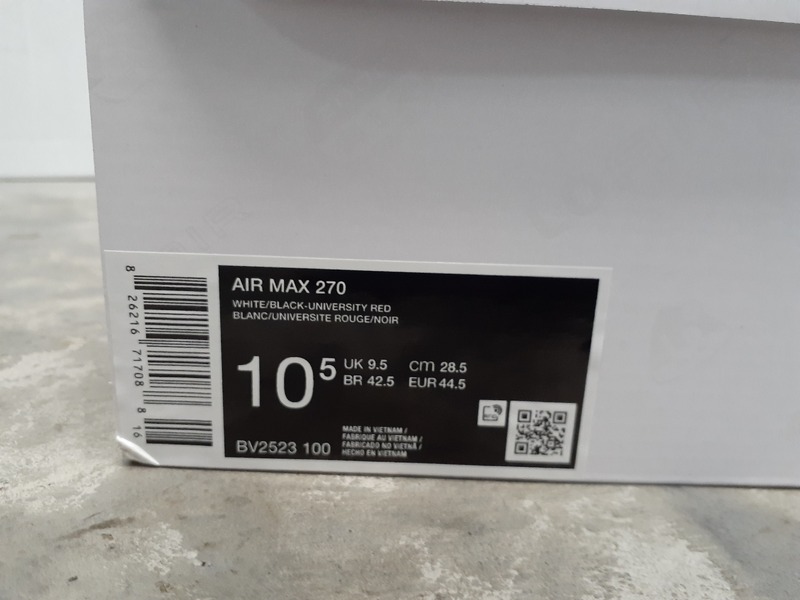 AIR MAX 270
WHITE/BLACK-UNIVERSITY RED
BLANC/UNIVERSITE ROUGE/NOIR
10⁵
UK 9.5 cm 28.5
BR 42.5 EUR 44.5
MADE IN VIETNAM /
FABRIQUE AU VIETNAM /
FABRICADO NO VIETNÃ /
HECHO EN VIETNAM
BV2523 100
8 26216 71708 8 16